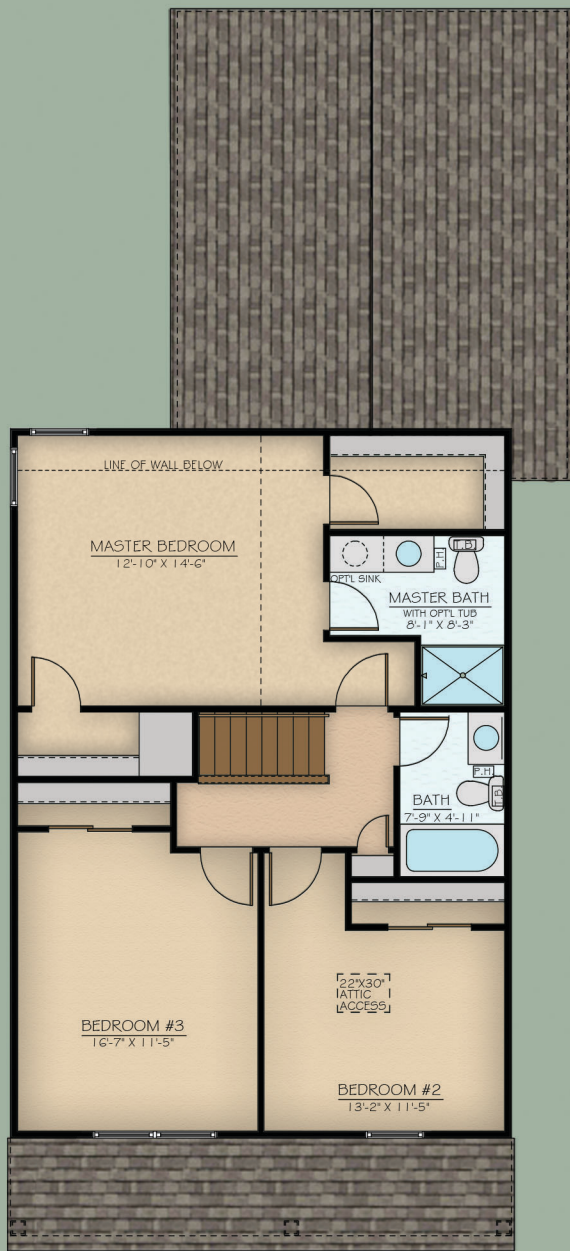 LINE OF WALL BELOW
MASTER BEDROOM
12'-10" X 14'-6"
T.B.
P.H.
OPT'L SINK
MASTER BATH
WITH OPT'L TUB
8'-1" X 8'-3"
P.H.
T.B.
BATH
7'-9" X 4'-11"
22"X30"
ATTIC
ACCESS
BEDROOM #3
16'-7" X 11'-5"
BEDROOM #2
13'-2" X 11'-5"